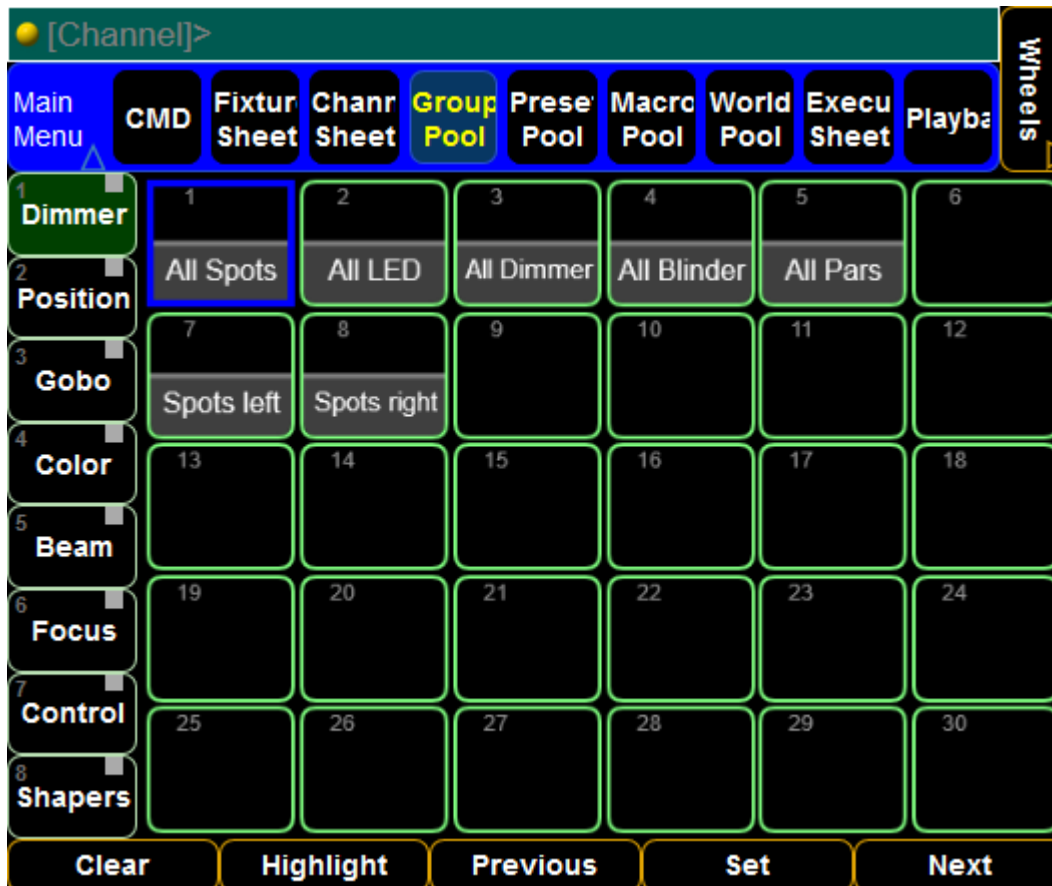 [Channel]>
Wheels
Main
Menu
CMD
Fixtur
Sheet
Chanr
Sheet
Group
Pool
Prese
Pool
Macro
Pool
World
Pool
Execu
Sheet
Playba
1
Dimmer
2
Position
3
Gobo
4
Color
5
Beam
6
Focus
7
Control
8
Shapers
1 2 3 4 5 6
All Spots All LED All Dimmer All Blinder All Pars
7 8 9 10 11 12
Spots left Spots right
13 14 15 16 17 18
19 20 21 22 23 24
25 26 27 28 29 30
Clear Highlight Previous Set Next